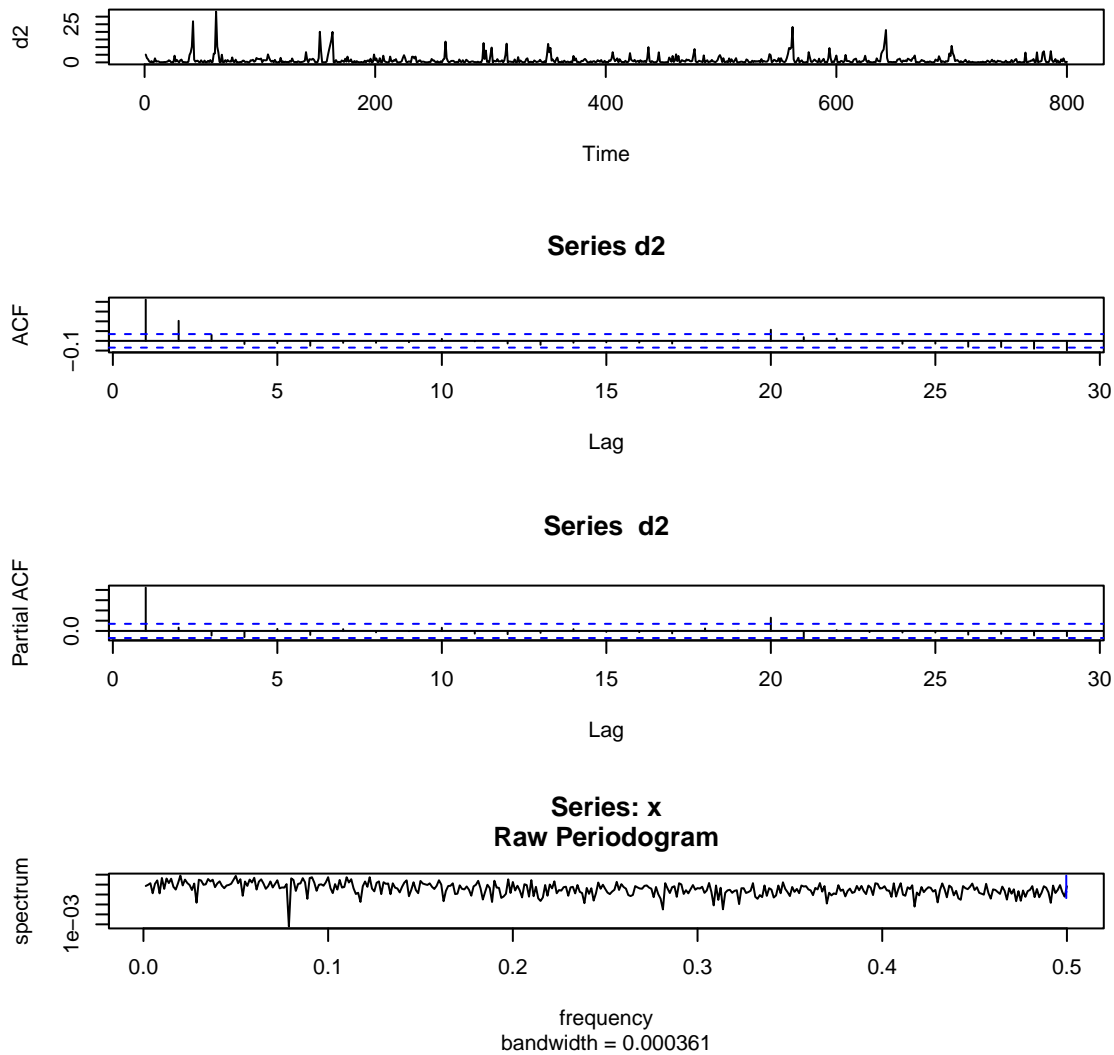 d2
25
0
0 200 400 600 800
Time
Series d2
ACF
−0.1
0 5 10 15 20 25 30
Lag
Series  d2
Partial ACF
0.0
0 5 10 15 20 25 30
Lag
Series: x
Raw Periodogram
spectrum
1e−03
0.0 0.1 0.2 0.3 0.4 0.5
frequency
bandwidth = 0.000361